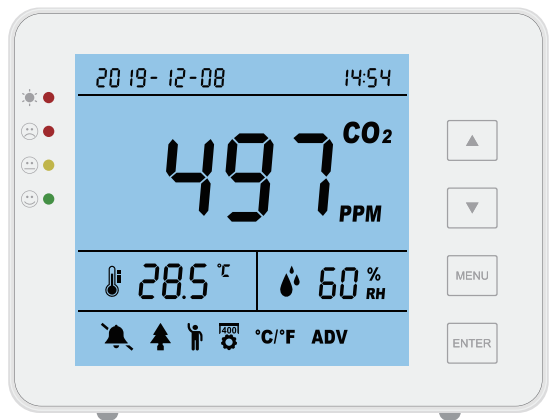 2019-12-08 14:54
497 CO2 PPM
28.5 °C 60 % RH
400 °C/°F ADV
MENU
ENTER